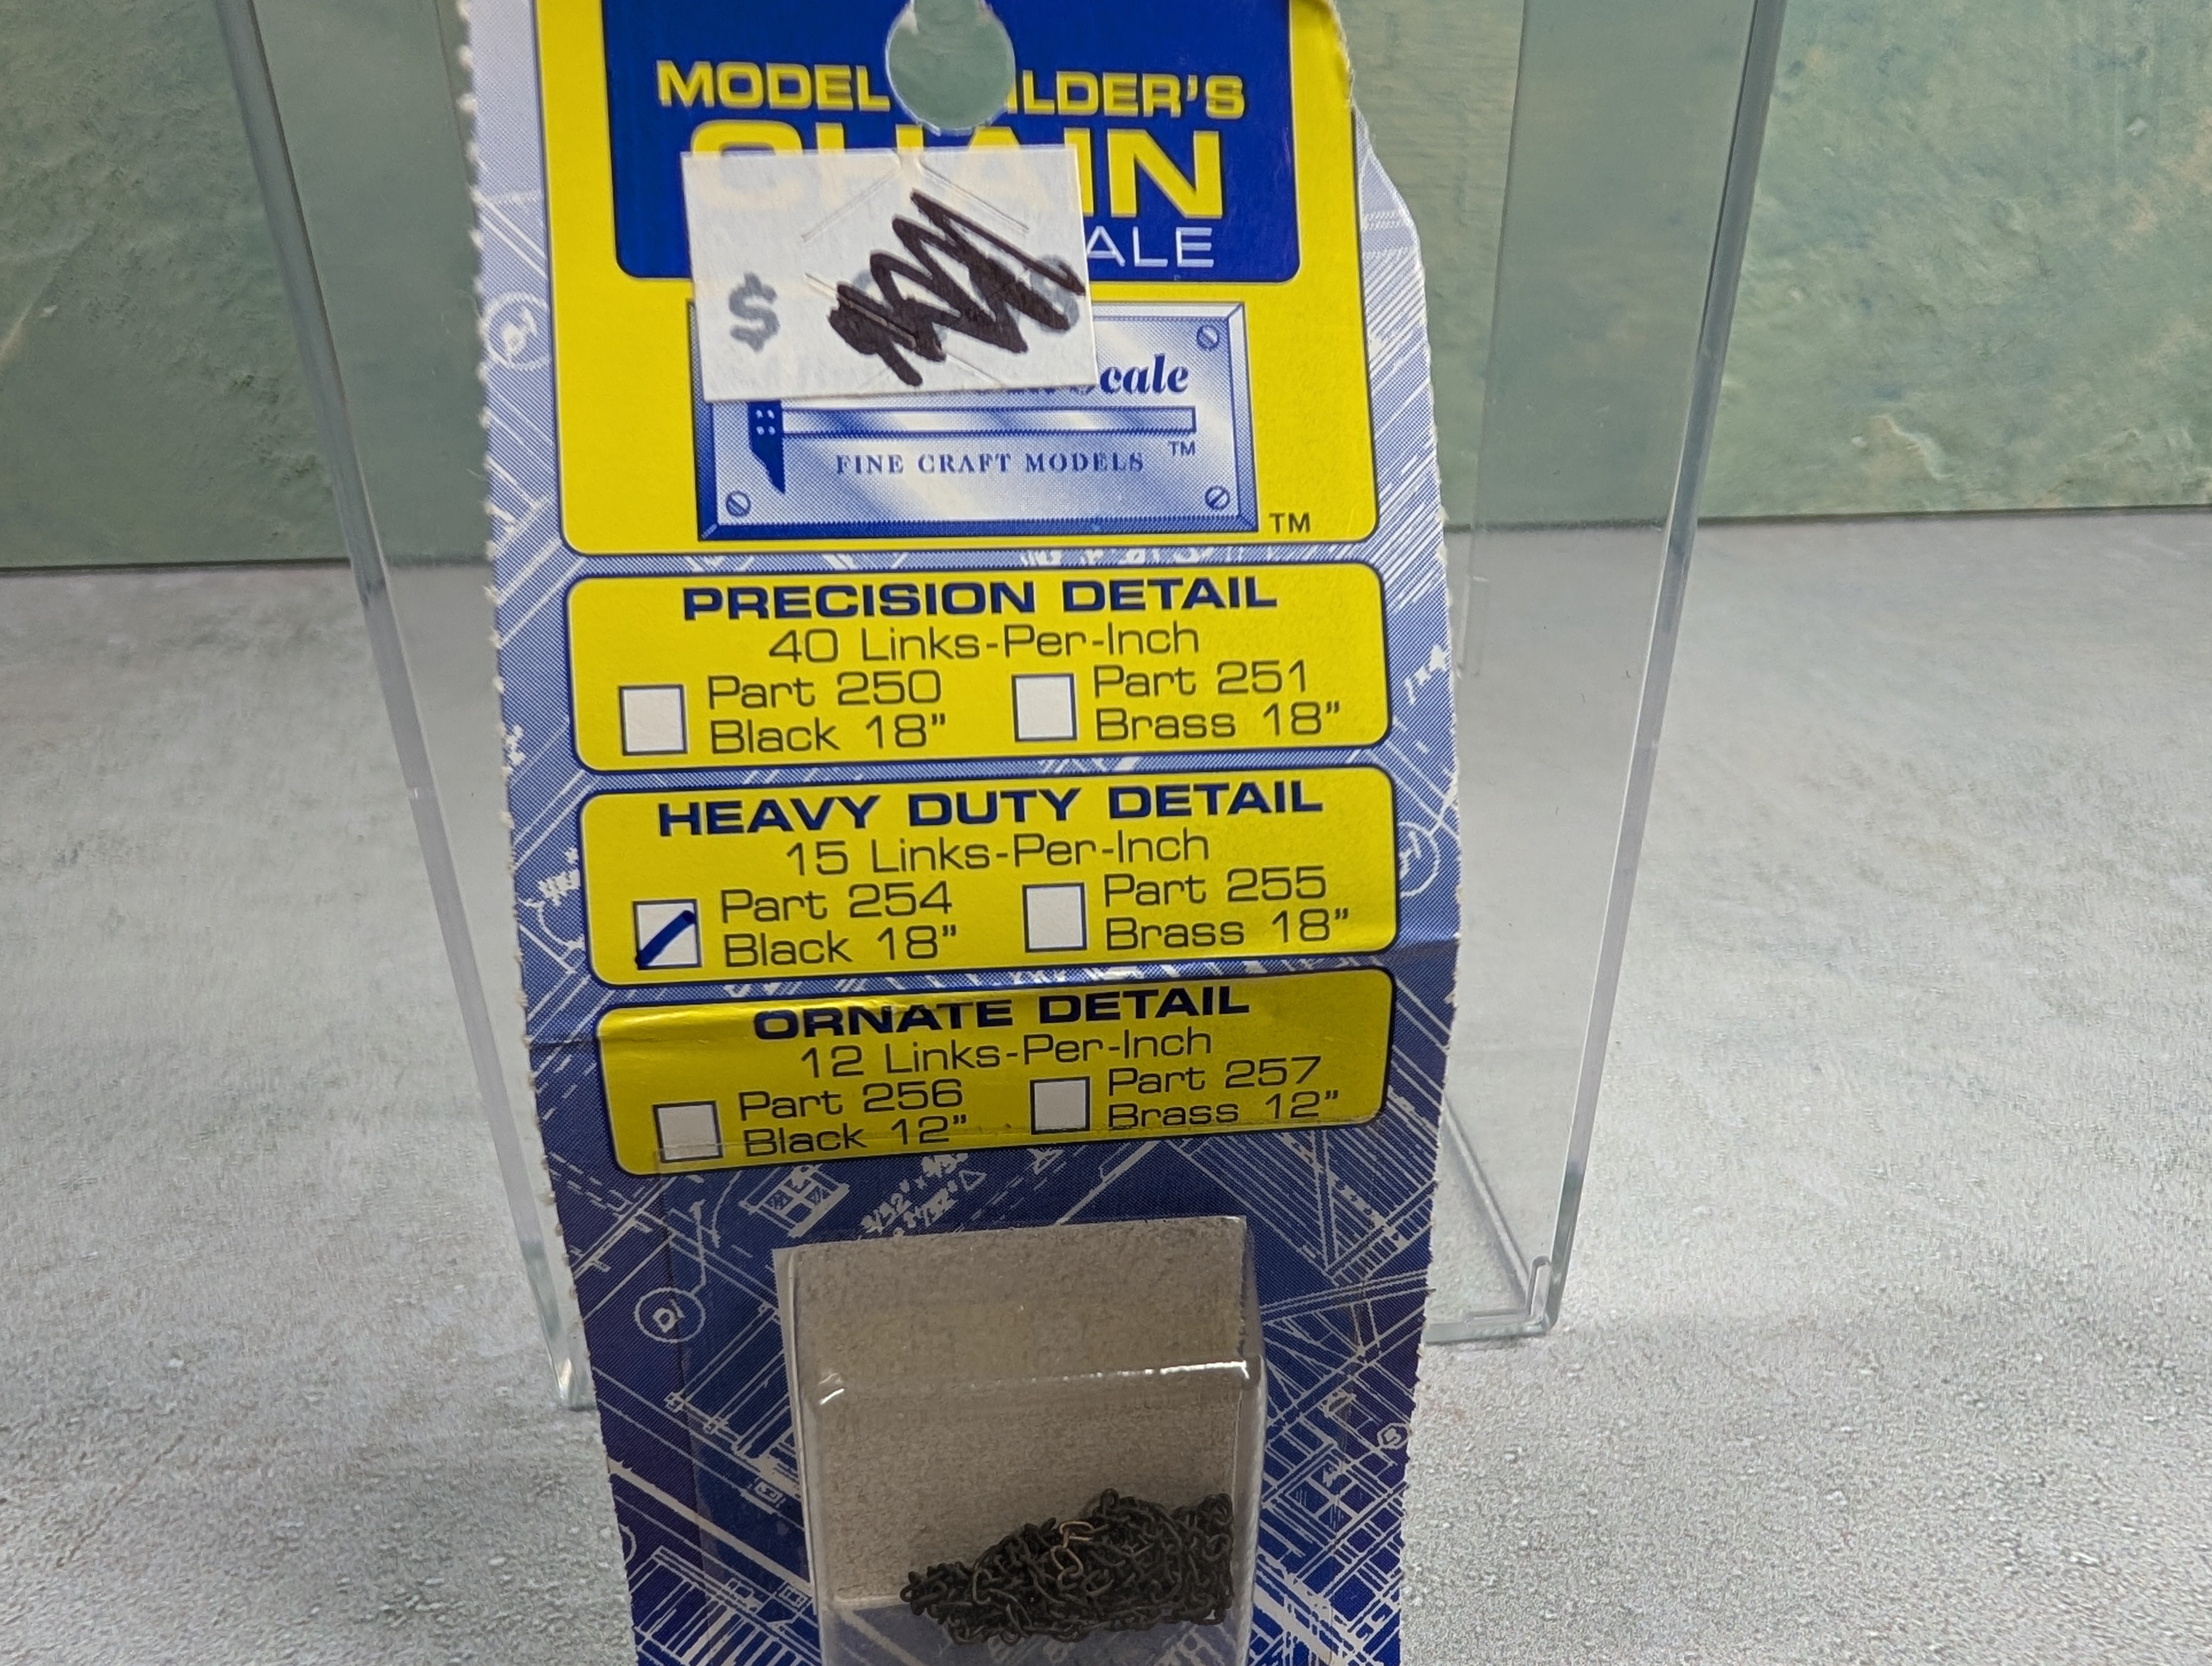 MODEL ILDER'S
CHAIN
ALE
$
Scale
FINE CRAFT MODELS ™
™
PRECISION DETAIL
40 Links-Per-Inch
Part 250
Black 18”
Part 251
Brass 18”
HEAVY DUTY DETAIL
15 Links-Per-Inch
Part 254
Black 18”
Part 255
Brass 18”
ORNATE DETAIL
12 Links-Per-Inch
Part 256
Black 12”
Part 257
Brass 12”